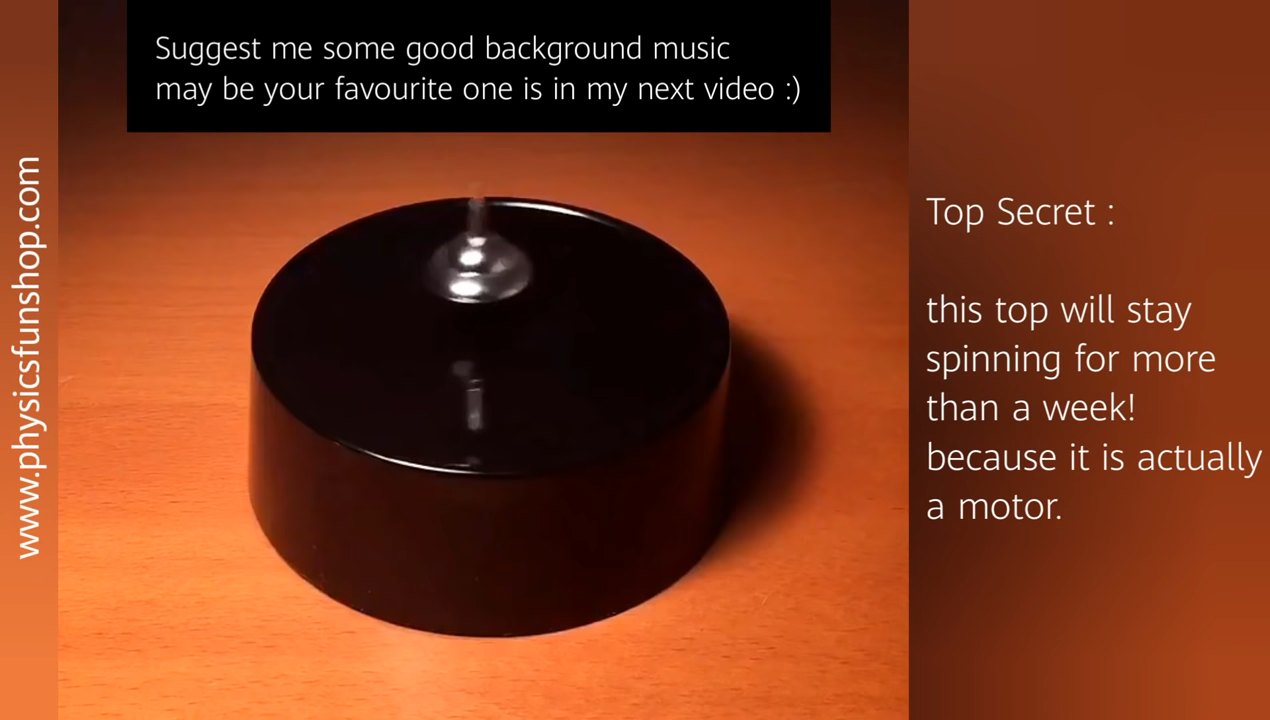 Suggest me some good background music
may be your favourite one is in my next video :)
www.physicsfunshop.com
Top Secret :
this top will stay
spinning for more
than a week!
because it is actually
a motor.